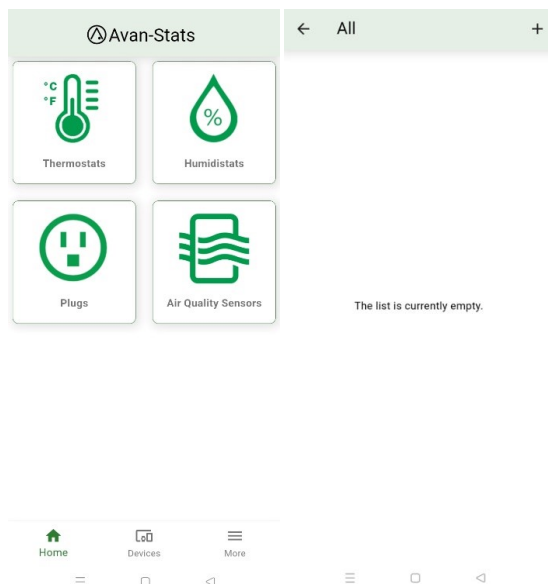 Avan-Stats
°C
°F
%
Thermostats
Humidistats
Plugs
Air Quality Sensors
Home
Devices
More
All
The list is currently empty.